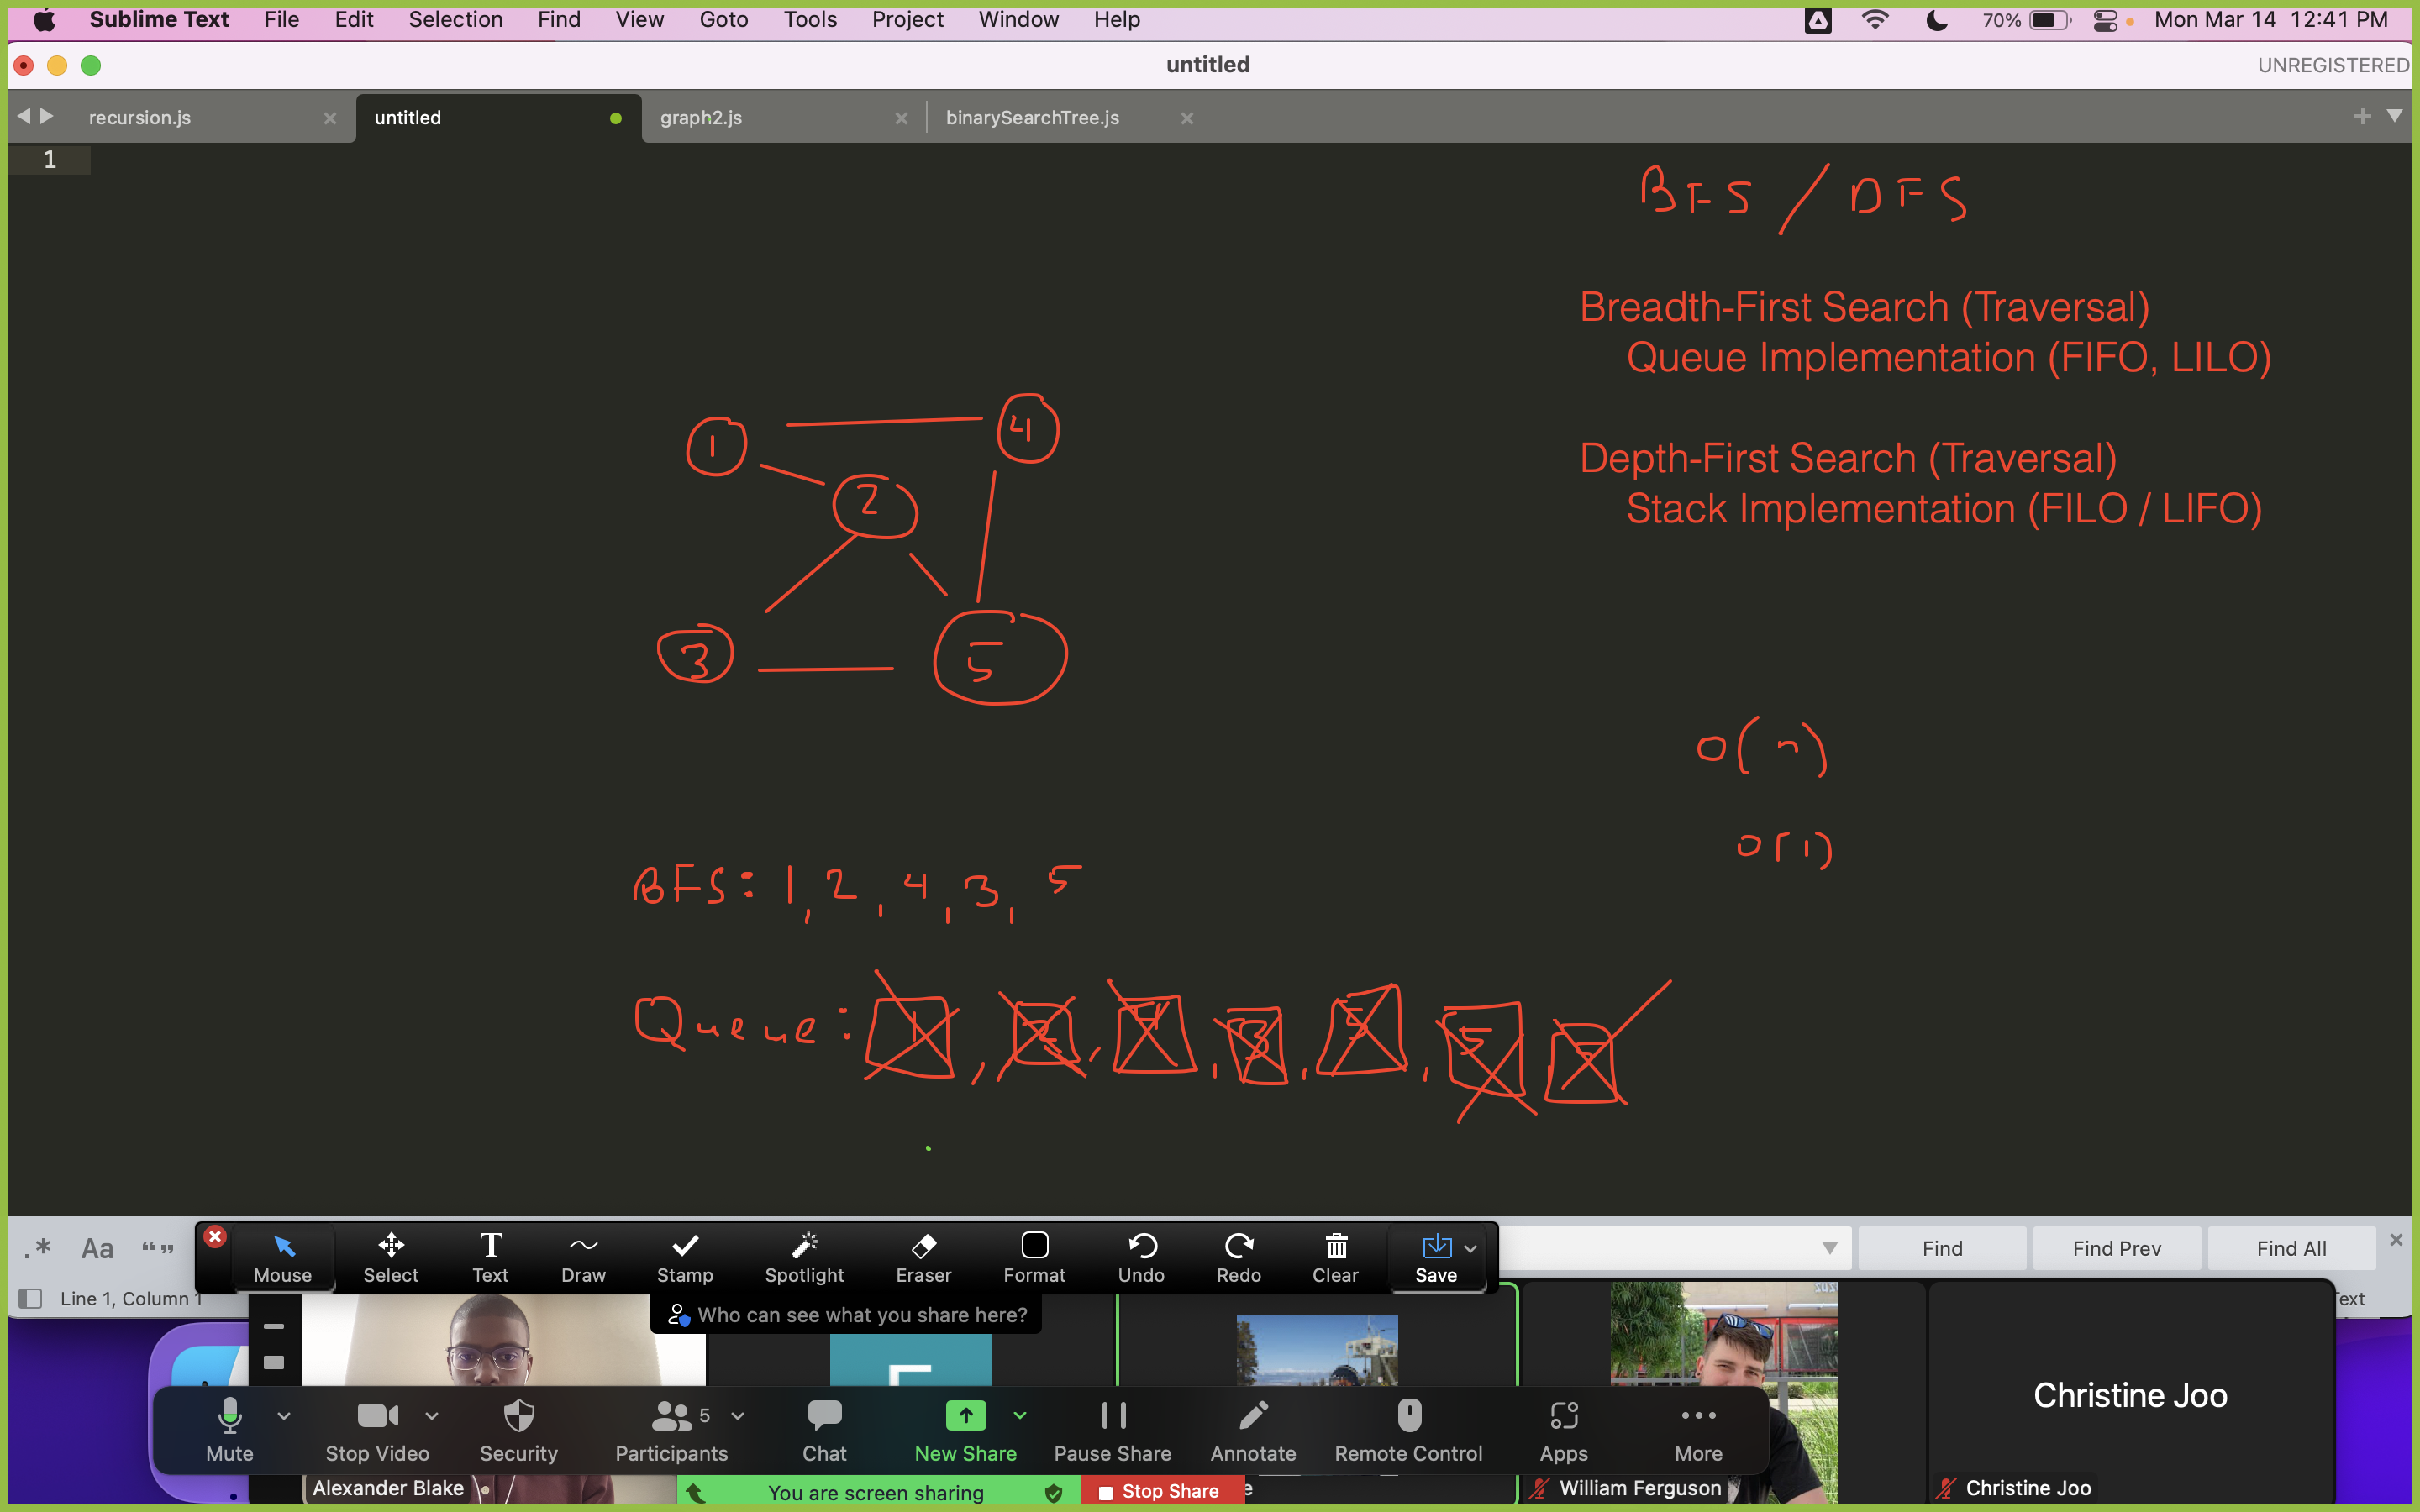 Sublime Text File Edit Selection Find View Goto Tools Project Window Help 70% Mon Mar 14 12:41 PM
untitled UNREGISTERED
recursion.js untitled graph2.js binarySearchTree.js
1
BFS / DFS
Breadth-First Search (Traversal)
Queue Implementation (FIFO, LILO)
Depth-First Search (Traversal)
Stack Implementation (FILO / LIFO)
1 4
2
3 5
O(n)
O(1)
BFS: 1, 2, 4, 3, 5
Queue: 1, 2, 4, 3, 5, 5
.* Aa “ ” Find Find Prev Find All
Mouse Select Text Draw Stamp Spotlight Eraser Format Undo Redo Clear Save
Line 1, Column 1
Who can see what you share here?
Christine Joo
5
Mute Stop Video Security Participants Chat New Share Pause Share Annotate Remote Control Apps More
Alexander Blake You are screen sharing Stop Share William Ferguson Christine Joo